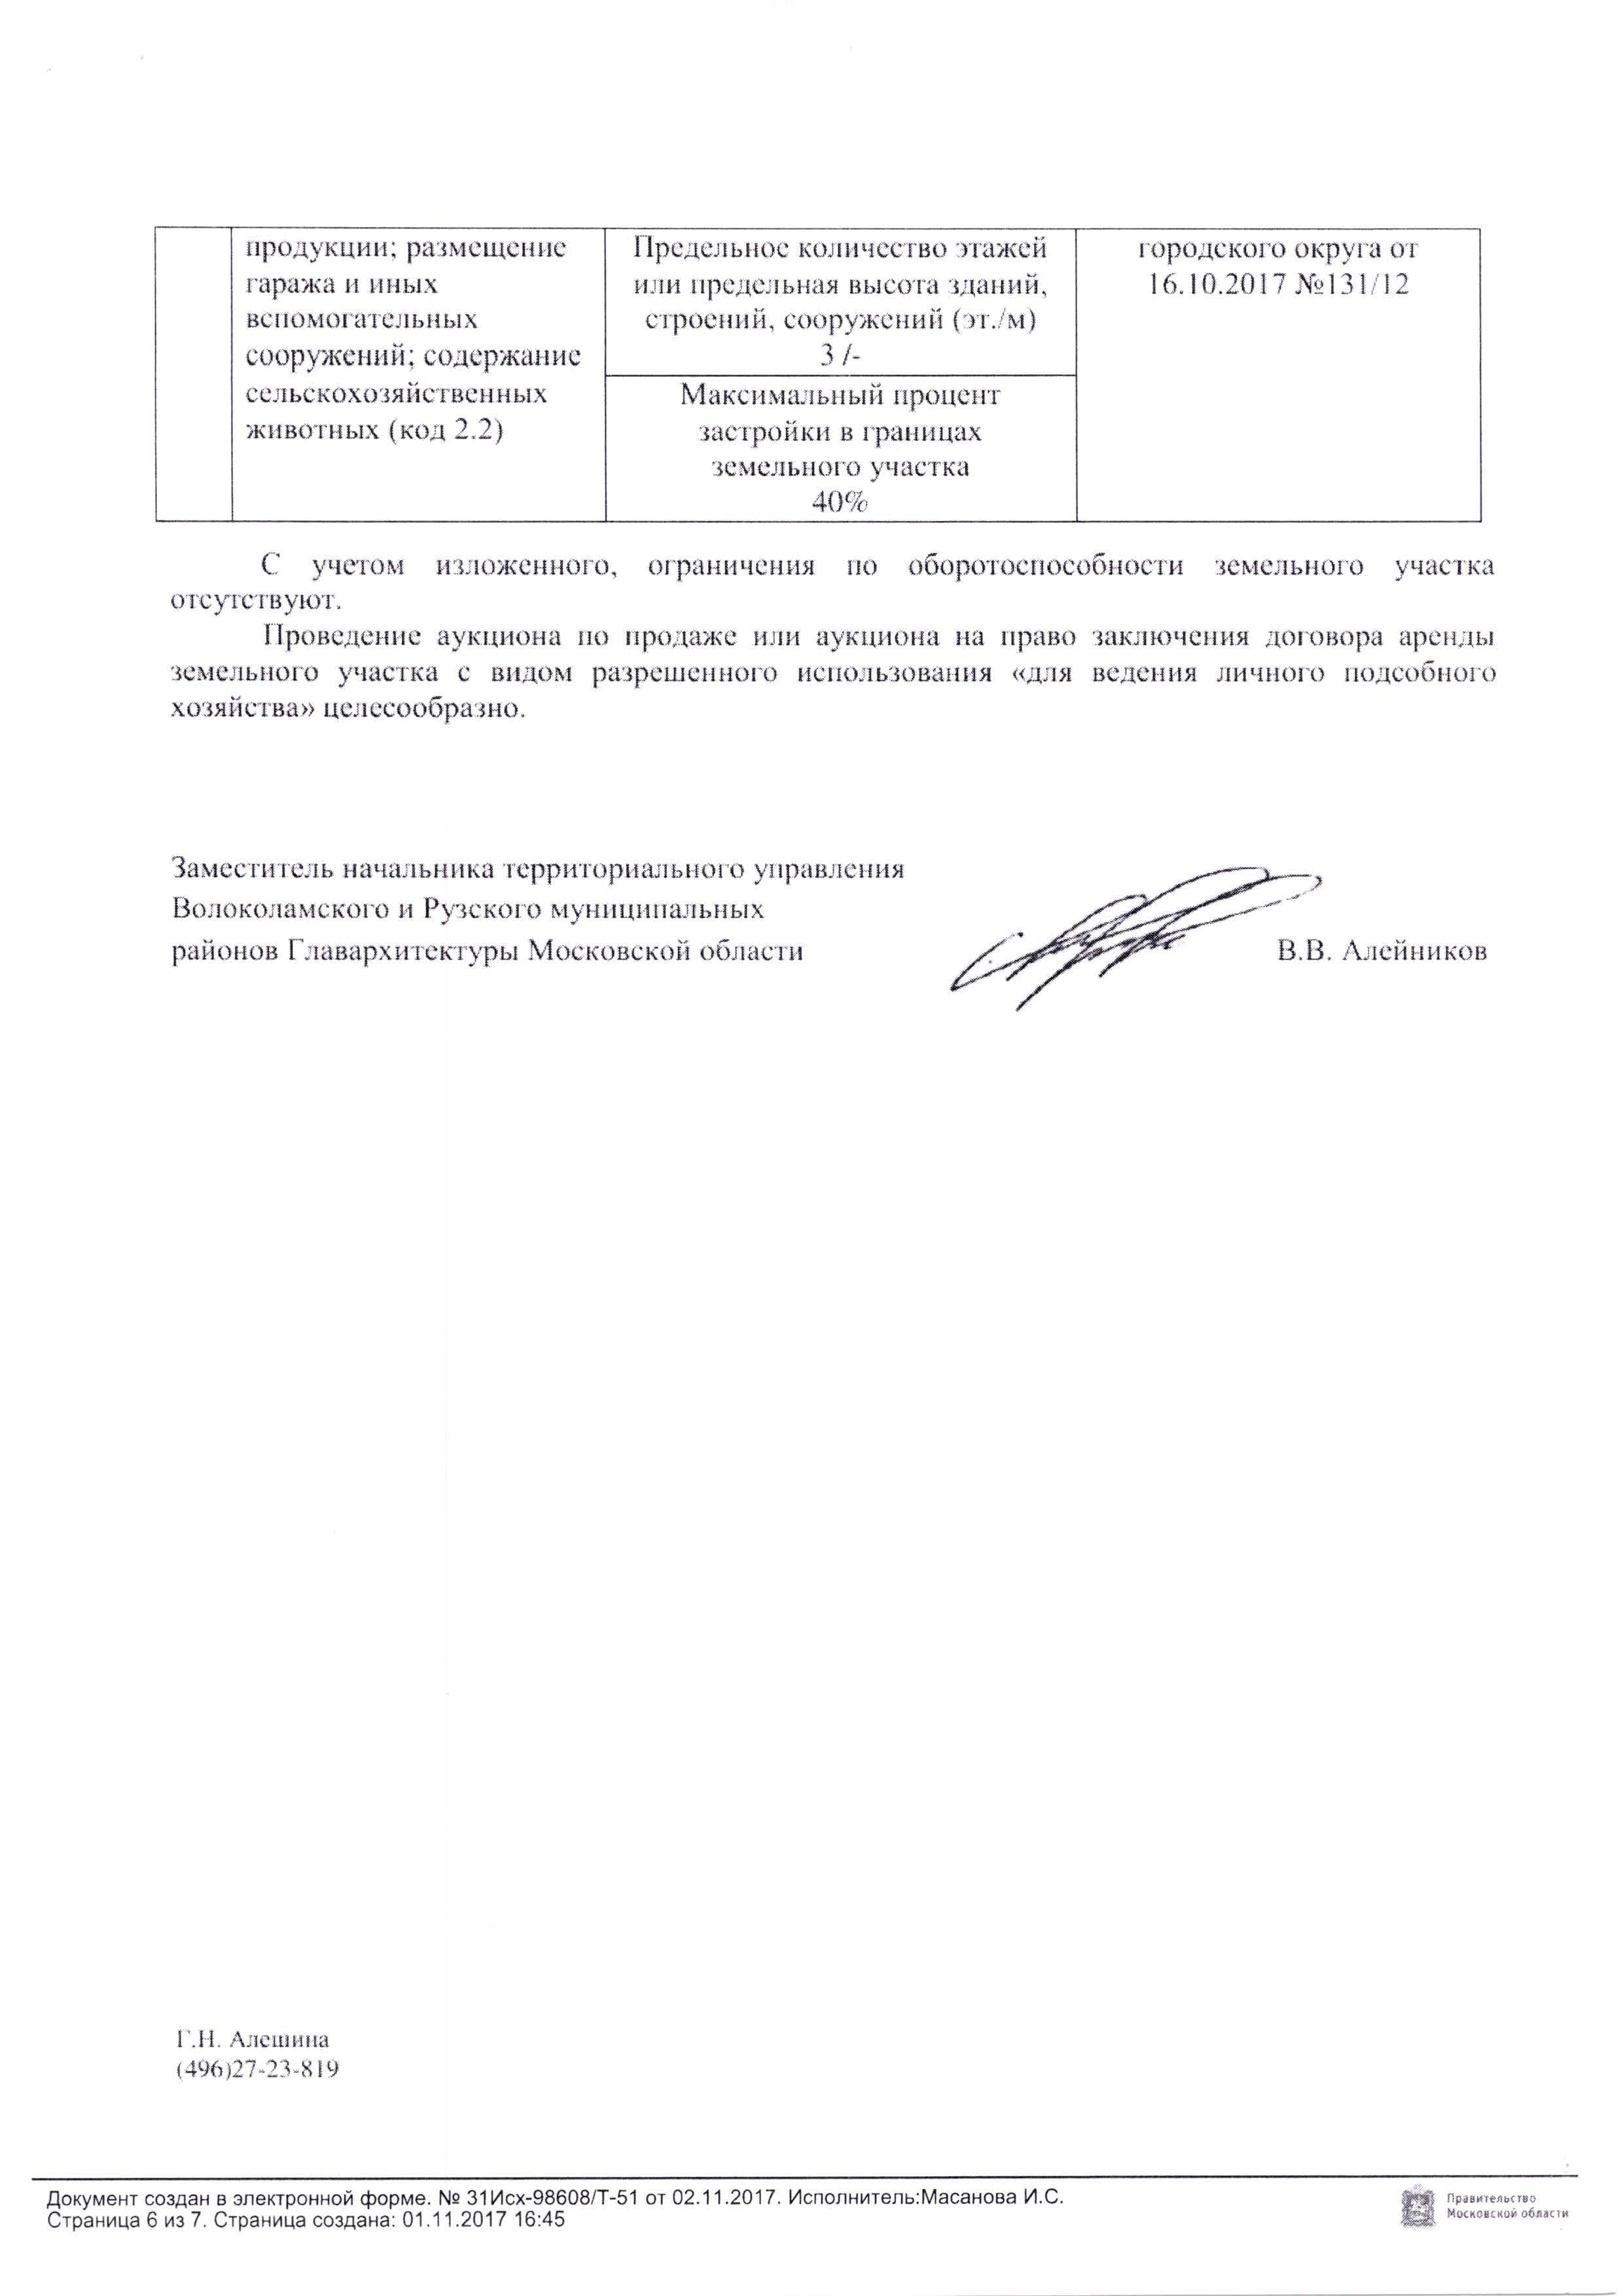 продукции; размещение
гаража и иных
вспомогательных
сооружений; содержание
сельскохозяйственных
животных (код 2.2)
Предельное количество этажей
или предельная высота зданий,
строений, сооружений (эт./м)
3 /-
Максимальный процент
застройки в границах
земельного участка
40%
городского округа от
16.10.2017 №131/12
С учетом изложенного, ограничения по оборотоспособности земельного участка
отсутствуют.
Проведение аукциона по продаже или аукциона на право заключения договора аренды
земельного участка с видом разрешенного использования «для ведения личного подсобного
хозяйства» целесообразно.
Заместитель начальника территориального управления
Волоколамского и Рузского муниципальных
районов Главархитектуры Московской области
В.В. Алейников
Г.Н. Алешина
(496)27-23-819
Документ создан в электронной форме. № 31Исх-98608/Т-51 от 02.11.2017. Исполнитель:Масанова И.С.
Страница 6 из 7. Страница создана: 01.11.2017 16:45
Правительство
Московской области